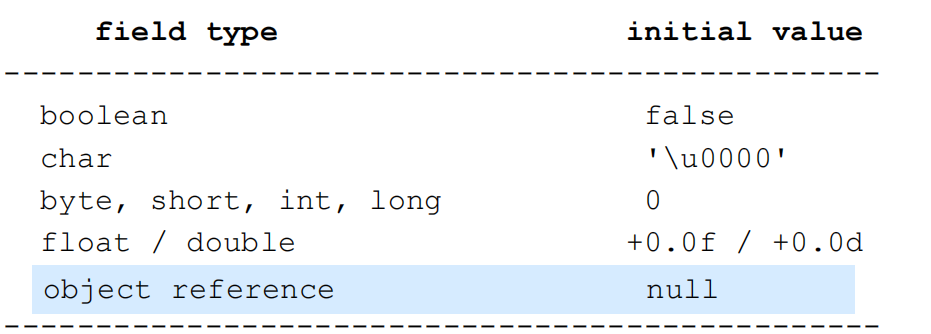 field type initial value
------------------------------------------------
boolean false
char '\u0000'
byte, short, int, long 0
float / double +0.0f / +0.0d
object reference null
------------------------------------------------